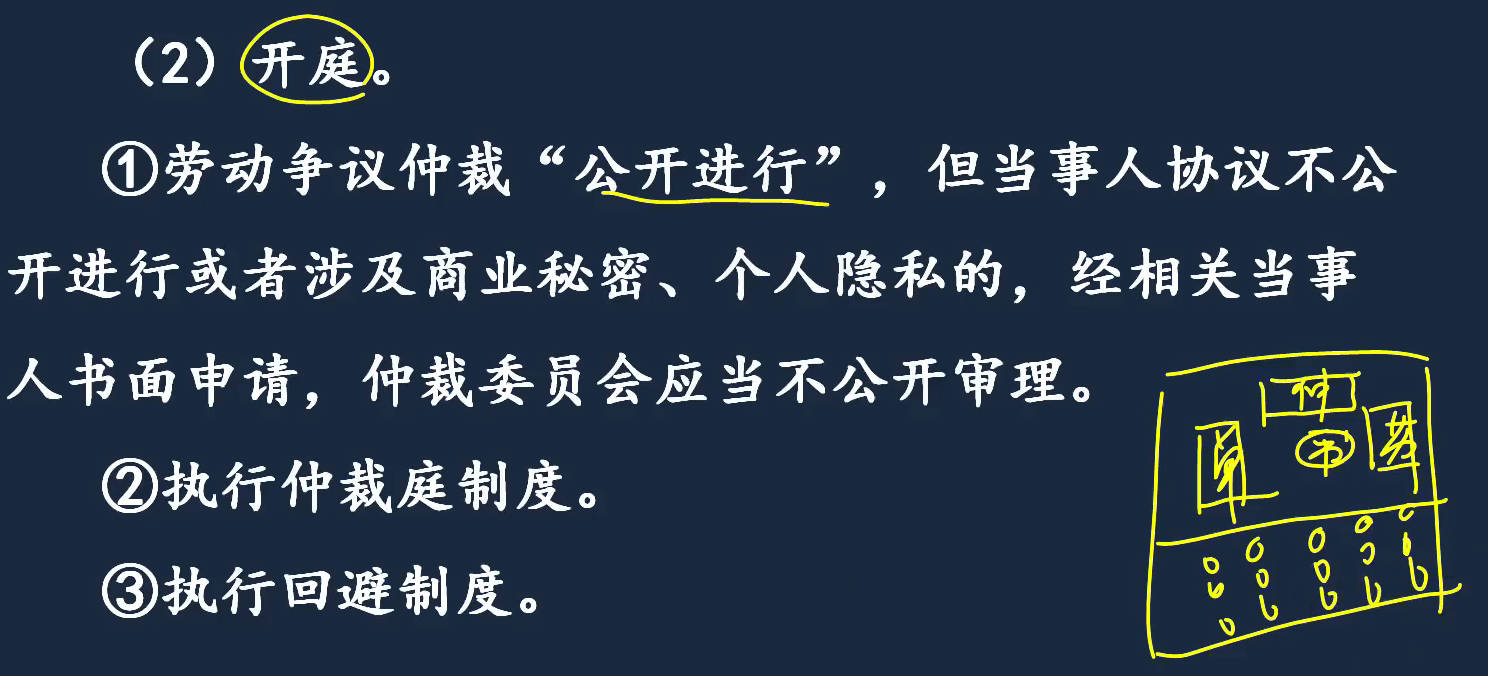 （2）开庭。
①劳动争议仲裁“公开进行”，但当事人协议不公
开进行或者涉及商业秘密、个人隐私的，经相关当事
人书面申请，仲裁委员会应当不公开审理。
②执行仲裁庭制度。
③执行回避制度。
仲
书